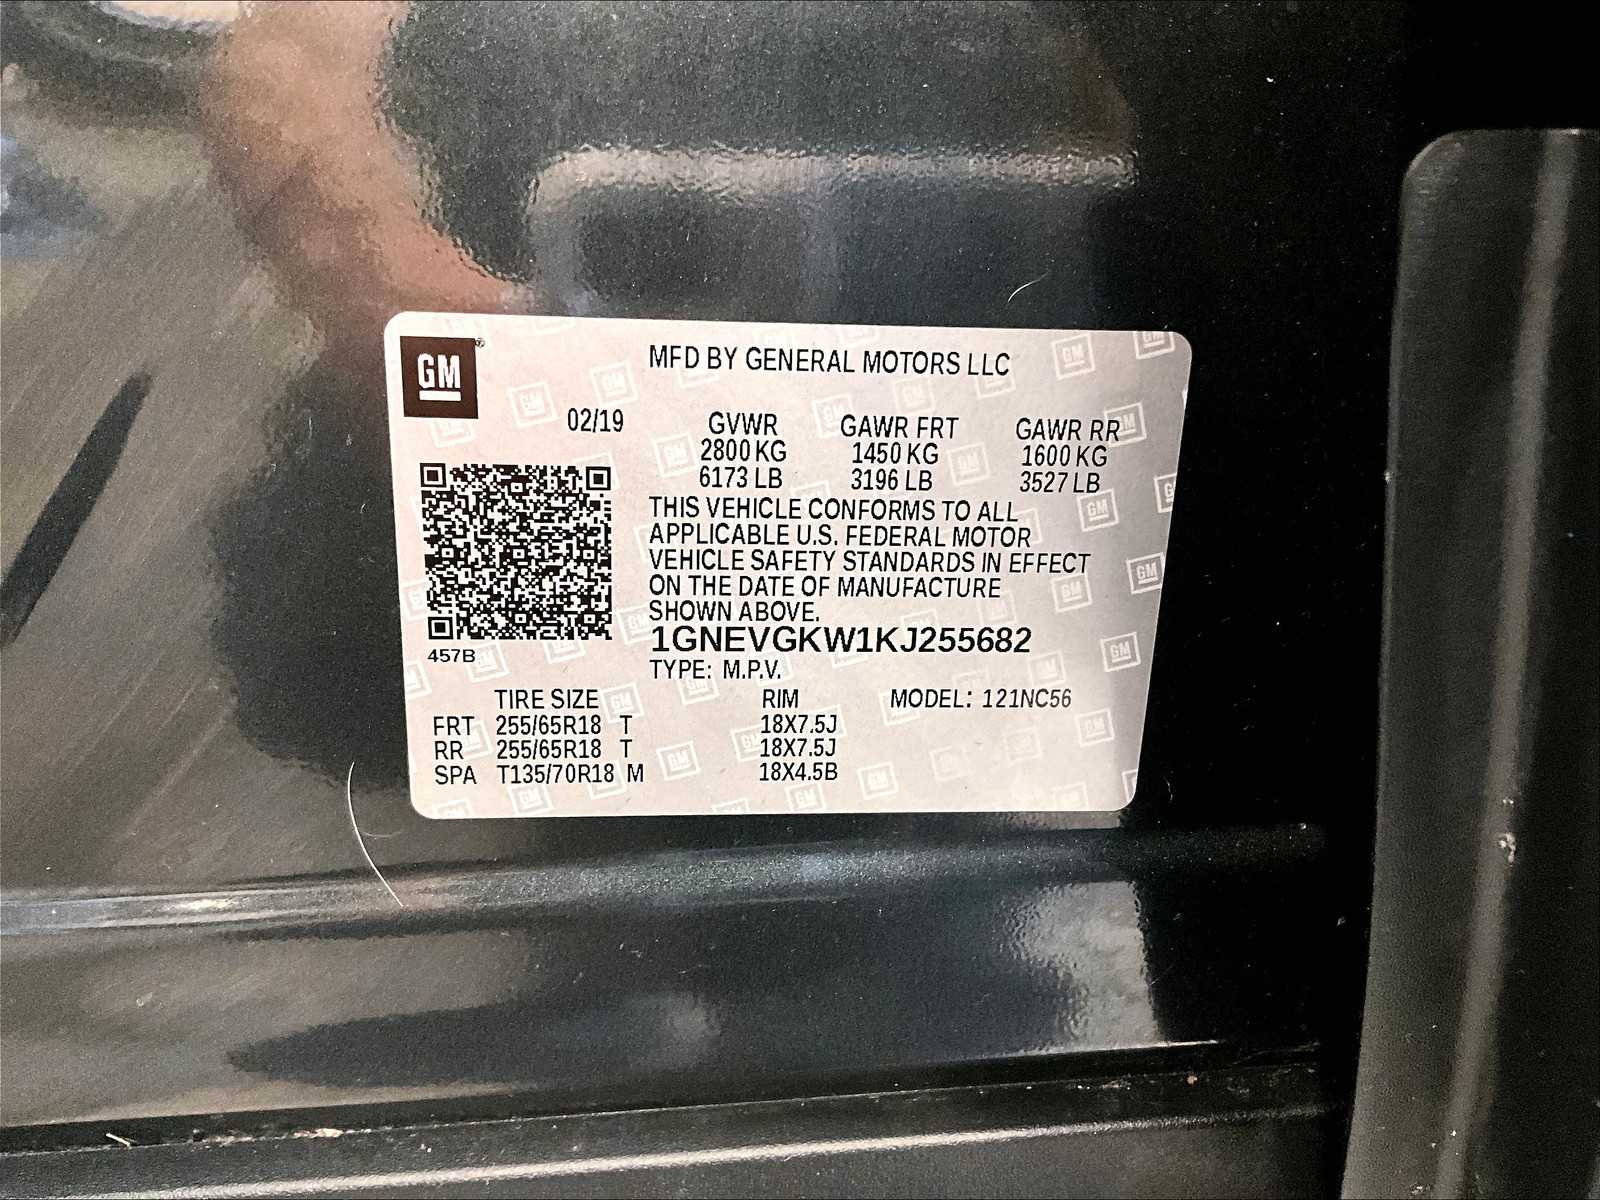 GM
MFD BY GENERAL MOTORS LLC
02/19 GVWR GAWR FRT GAWR RR
2800 KG 1450 KG 1600 KG
6173 LB 3196 LB 3527 LB
THIS VEHICLE CONFORMS TO ALL
APPLICABLE U.S. FEDERAL MOTOR
VEHICLE SAFETY STANDARDS IN EFFECT
ON THE DATE OF MANUFACTURE
SHOWN ABOVE.
1GNEVGKW1KJ255682
457B
TYPE: M.P.V.
TIRE SIZE RIM MODEL: 121NC56
FRT 255/65R18 T 18X7.5J
RR 255/65R18 T 18X7.5J
SPA T135/70R18 M 18X4.5B